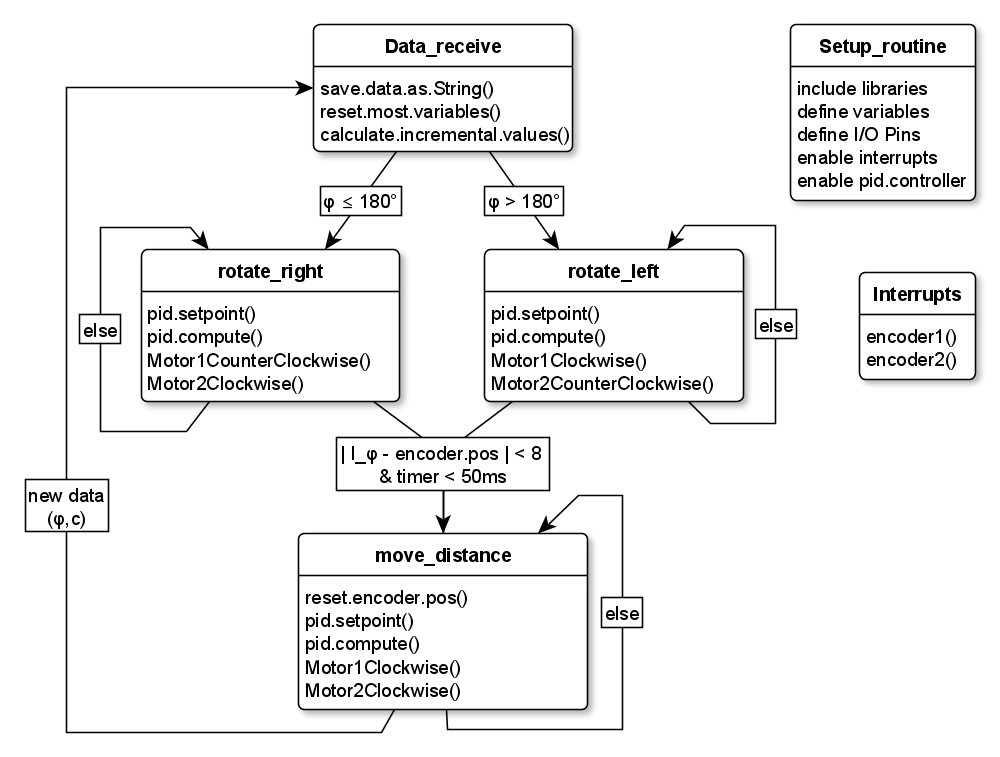 Data_receive
save.data.as.String()
reset.most.variables()
calculate.incremental.values()
Setup_routine
include libraries
define variables
define I/O Pins
enable interrupts
enable pid.controller
φ ≤ 180°
φ > 180°
rotate_right
pid.setpoint()
pid.compute()
Motor1CounterClockwise()
Motor2Clockwise()
else
rotate_left
pid.setpoint()
pid.compute()
Motor1Clockwise()
Motor2CounterClockwise()
else
Interrupts
encoder1()
encoder2()
| I_φ - encoder.pos | < 8
& timer < 50ms
new data
(φ,c)
move_distance
reset.encoder.pos()
pid.setpoint()
pid.compute()
Motor1Clockwise()
Motor2Clockwise()
else